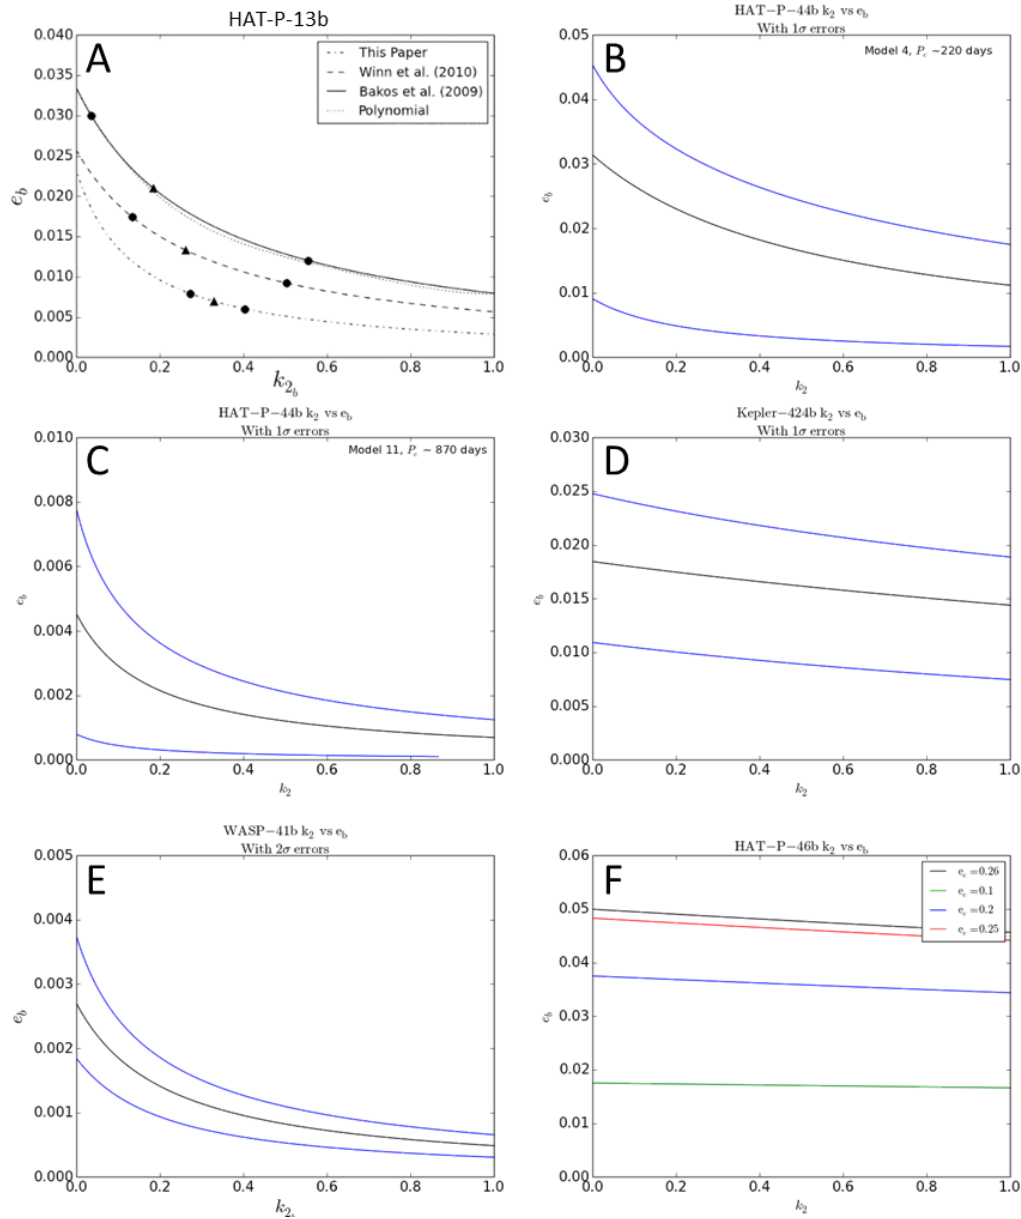 HAT-P-13b
A
This Paper
Winn et al. (2010)
Bakos et al. (2009)
Polynomial
0.040
0.035
0.030
0.025
0.020
0.015
0.010
0.005
0.000
e_b
0.0 0.2 0.4 0.6 0.8 1.0
k_{2_b}
HAT−P−44b k₂ vs e_b
With 1σ errors
B
Model 4, P_c ~220 days
0.05
0.04
0.03
0.02
0.01
0.00
e_b
0.0 0.2 0.4 0.6 0.8 1.0
k₂
HAT−P−44b k₂ vs e_b
With 1σ errors
C
Model 11, P_c ~ 870 days
0.010
0.008
0.006
0.004
0.002
0.000
e_b
0.0 0.2 0.4 0.6 0.8 1.0
k₂
Kepler−424b k₂ vs e_b
With 1σ errors
D
0.030
0.025
0.020
0.015
0.010
0.005
0.000
e_b
0.0 0.2 0.4 0.6 0.8 1.0
k₂
WASP−41b k₂ vs e_b
With 2σ errors
E
0.005
0.004
0.003
0.002
0.001
0.000
e_b
0.0 0.2 0.4 0.6 0.8 1.0
k₂
HAT−P−46b k₂ vs e_b
F
e_c =0.26
e_c =0.1
e_c =0.2
e_c =0.25
0.06
0.05
0.04
0.03
0.02
0.01
0.00
e_b
0.0 0.2 0.4 0.6 0.8 1.0
k₂